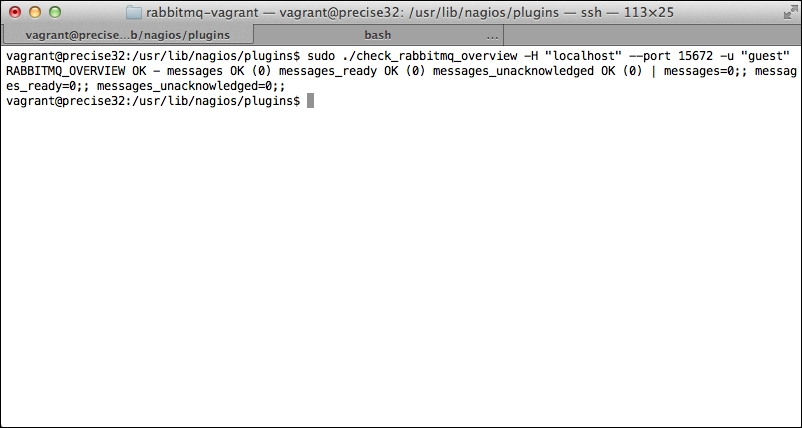 rabbitmq-vagrant — vagrant@precise32: /usr/lib/nagios/plugins — ssh — 113×25
vagrant@precise...b/nagios/plugins
bash
...
vagrant@precise32:/usr/lib/nagios/plugins$ sudo ./check_rabbitmq_overview -H "localhost" --port 15672 -u "guest"
RABBITMQ_OVERVIEW OK - messages OK (0) messages_ready OK (0) messages_unacknowledged OK (0) | messages=0;; messag
es_ready=0;; messages_unacknowledged=0;;
vagrant@precise32:/usr/lib/nagios/plugins$